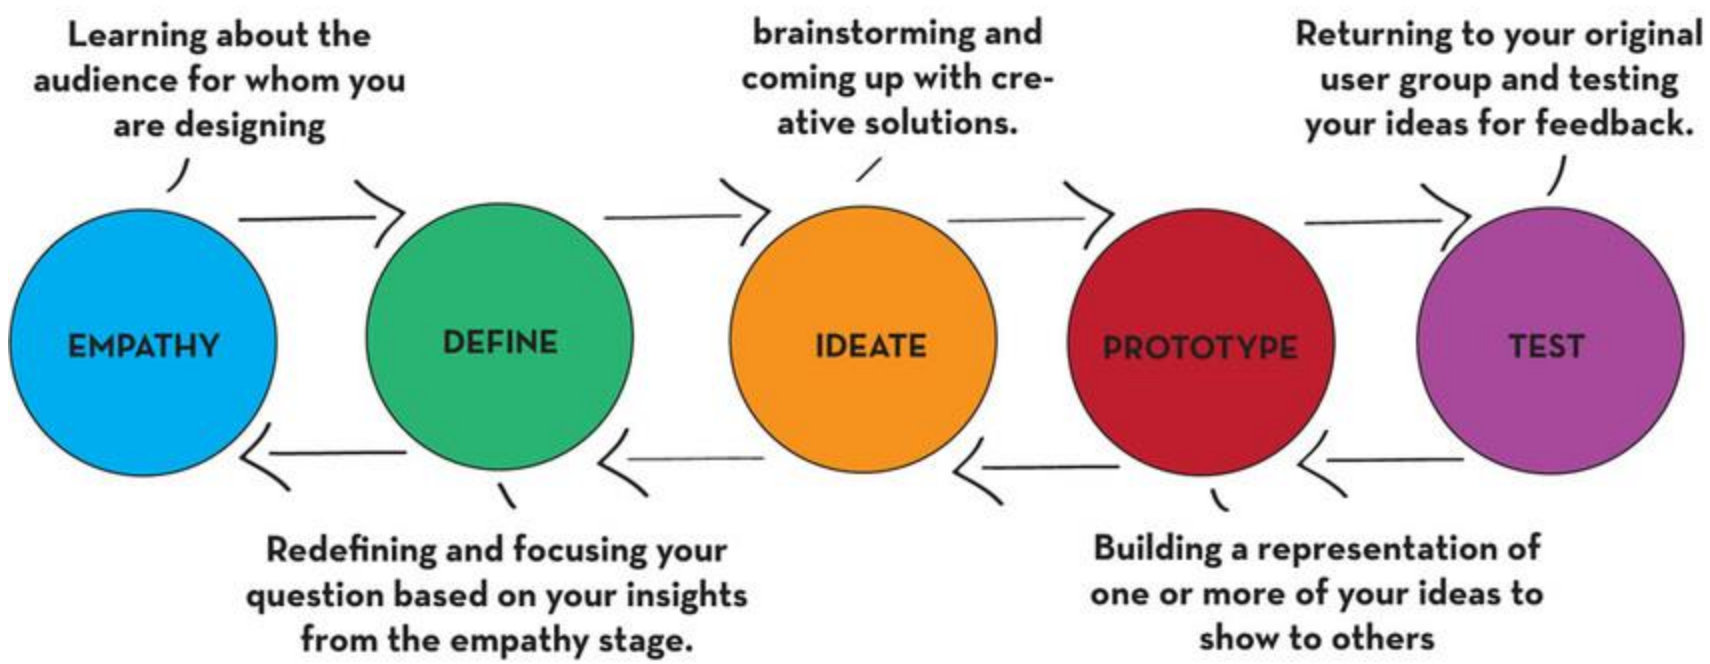 Learning about the
audience for whom you
are designing
brainstorming and
coming up with cre-
ative solutions.
Returning to your original
user group and testing
your ideas for feedback.
EMPATHY
DEFINE
IDEATE
PROTOTYPE
TEST
Redefining and focusing your
question based on your insights
from the empathy stage.
Building a representation of
one or more of your ideas to
show to others